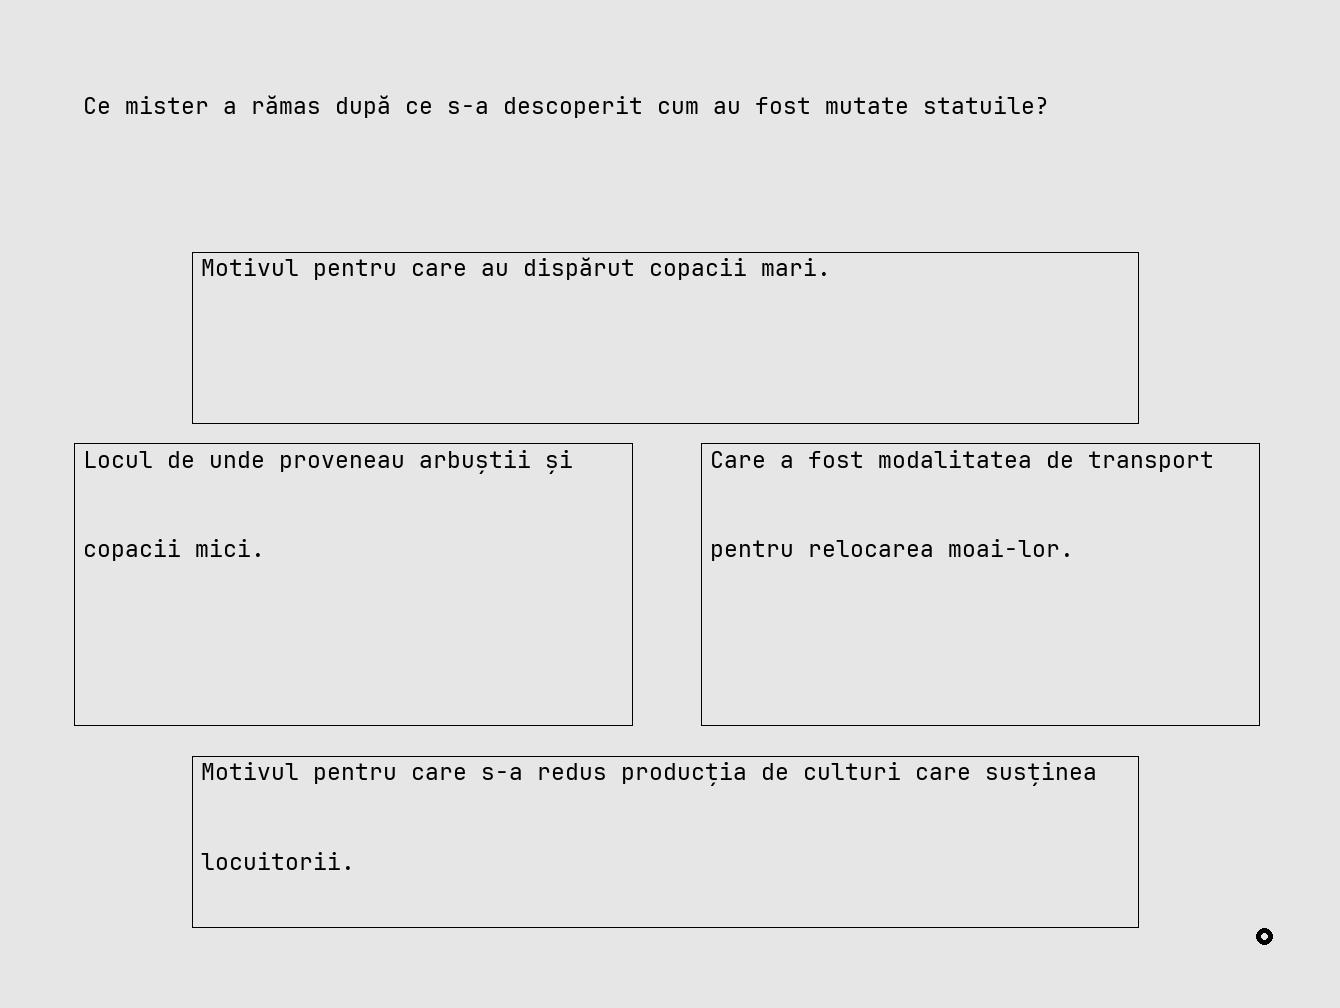 Ce mister a rămas după ce s-a descoperit cum au fost mutate statuile?
Motivul pentru care au dispărut copacii mari.
Locul de unde proveneau arbuștii și
copacii mici.
Care a fost modalitatea de transport
pentru relocarea moai-lor.
Motivul pentru care s-a redus producția de culturi care susținea
locuitorii.